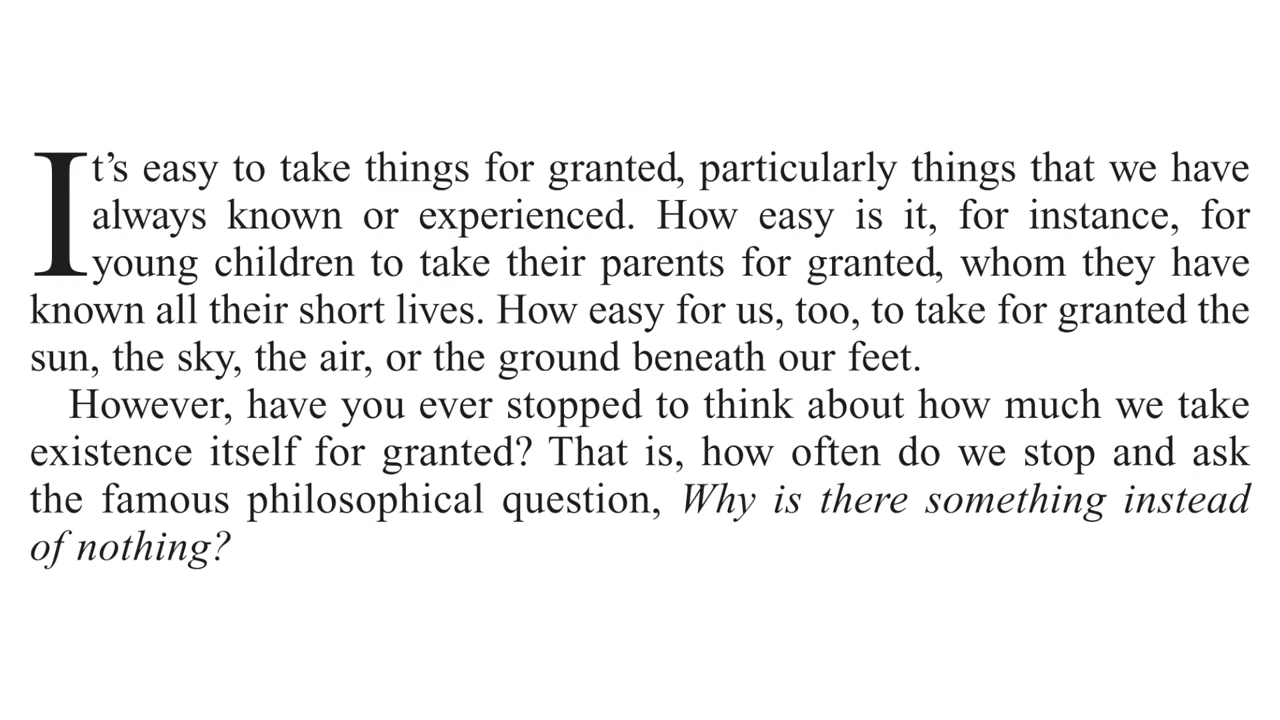 It’s easy to take things for granted, particularly things that we have
always known or experienced. How easy is it, for instance, for
young children to take their parents for granted, whom they have
known all their short lives. How easy for us, too, to take for granted the
sun, the sky, the air, or the ground beneath our feet.
However, have you ever stopped to think about how much we take
existence itself for granted? That is, how often do we stop and ask
the famous philosophical question, Why is there something instead
of nothing?